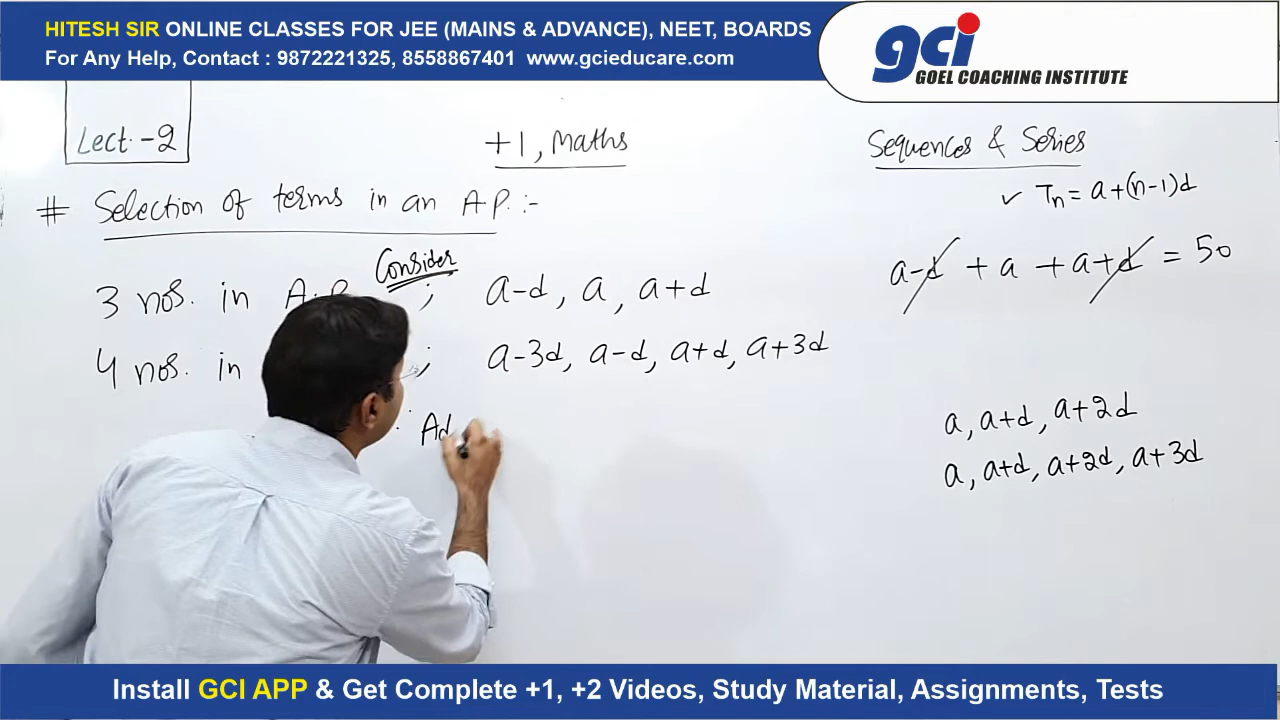 HITESH SIR ONLINE CLASSES FOR JEE (MAINS & ADVANCE), NEET, BOARDS
For Any Help, Contact : 9872221325, 8558867401 www.gcieducare.com
gci
GOEL COACHING INSTITUTE
Lect. -2
+1, Maths
Sequences & Series
✓ Tn = a+(n-1)d
# Selection of terms in an A.P. :-
a-d + a + a+d = 50
Consider
3 nos. in A.P. ; a-d, a, a+d
4 nos. in ; a-3d, a-d, a+d, a+3d
a, a+d, a+2d
Ad
a, a+d, a+2d, a+3d
Install GCI APP & Get Complete +1, +2 Videos, Study Material, Assignments, Tests